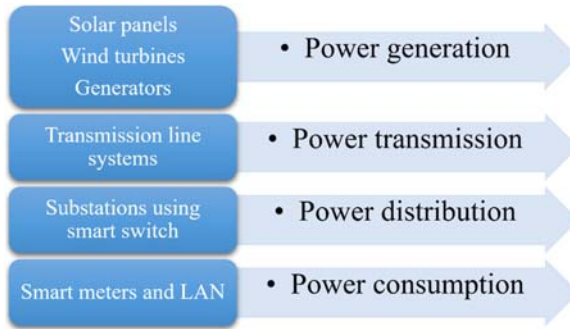 Solar panels
Wind turbines
Generators
• Power generation
Transmission line
systems
• Power transmission
Substations using
smart switch
• Power distribution
Smart meters and LAN
• Power consumption